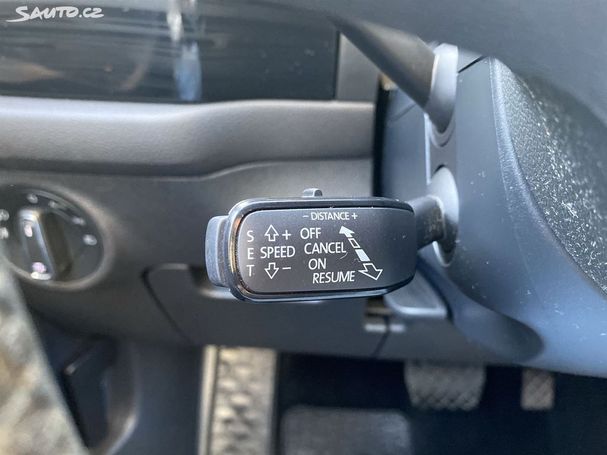 SAUTO.CZ
- DISTANCE +
S + OFF
E SPEED CANCEL
T - ON
RESUME